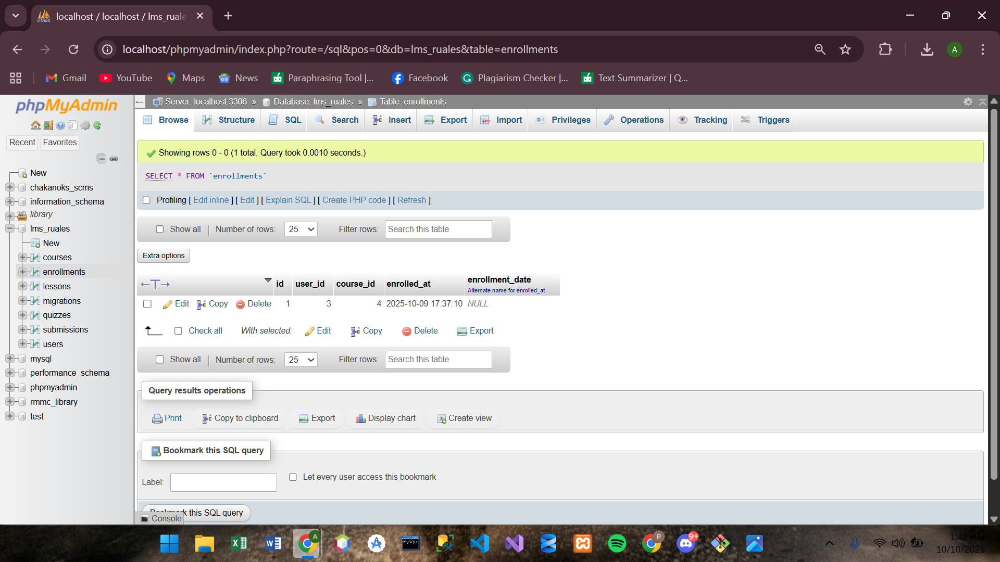 localhost / localhost / lms_ruale
localhost/phpmyadmin/index.php?route=/sql&pos=0&db=lms_ruales&table=enrollments
A
Gmail
YouTube
Maps
News
Paraphrasing Tool |...
Facebook
Plagiarism Checker |...
Text Summarizer | Q...
phpMyAdmin
Recent
Favorites
New
chakanoks_scms
information_schema
library
lms_ruales
New
courses
enrollments
lessons
migrations
quizzes
submissions
users
mysql
performance_schema
phpmyadmin
rmmc_library
test
Server: localhost:3306 » Database: lms_ruales » Table: enrollments
Browse Structure SQL Search Insert Export Import Privileges Operations Tracking Triggers
Showing rows 0 - 0 (1 total, Query took 0.0010 seconds.)
SELECT * FROM `enrollments`
Profiling [ Edit inline ] [ Edit ] [ Explain SQL ] [ Create PHP code ] [ Refresh ]
Show all | Number of rows: 25 Filter rows: Search this table
Extra options
id user_id course_id enrolled_at enrollment_date
Alternate name for enrolled_at
Edit Copy Delete 1 3 4 2025-10-09 17:37:10 NULL
Check all With selected: Edit Copy Delete Export
Show all | Number of rows: 25 Filter rows: Search this table
Query results operations
Print Copy to clipboard Export Display chart Create view
Bookmark this SQL query
Label: Let every user access this bookmark
this SQL query
Console
A
MySQL
P
9+
1:42 AM
10/10/2025